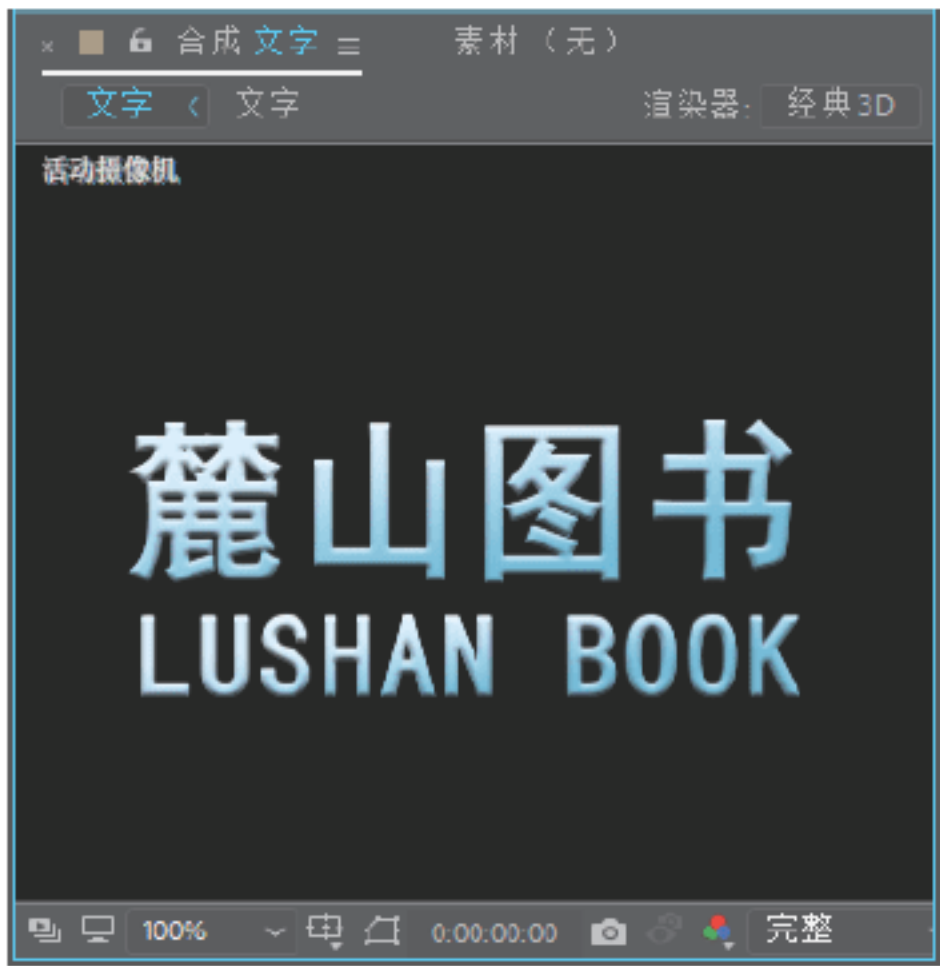 合成 文字 素材（无）
文字 文字 渲染器: 经典3D
活动摄像机
麓山图书
LUSHAN BOOK
100% 0:00:00:00 完整